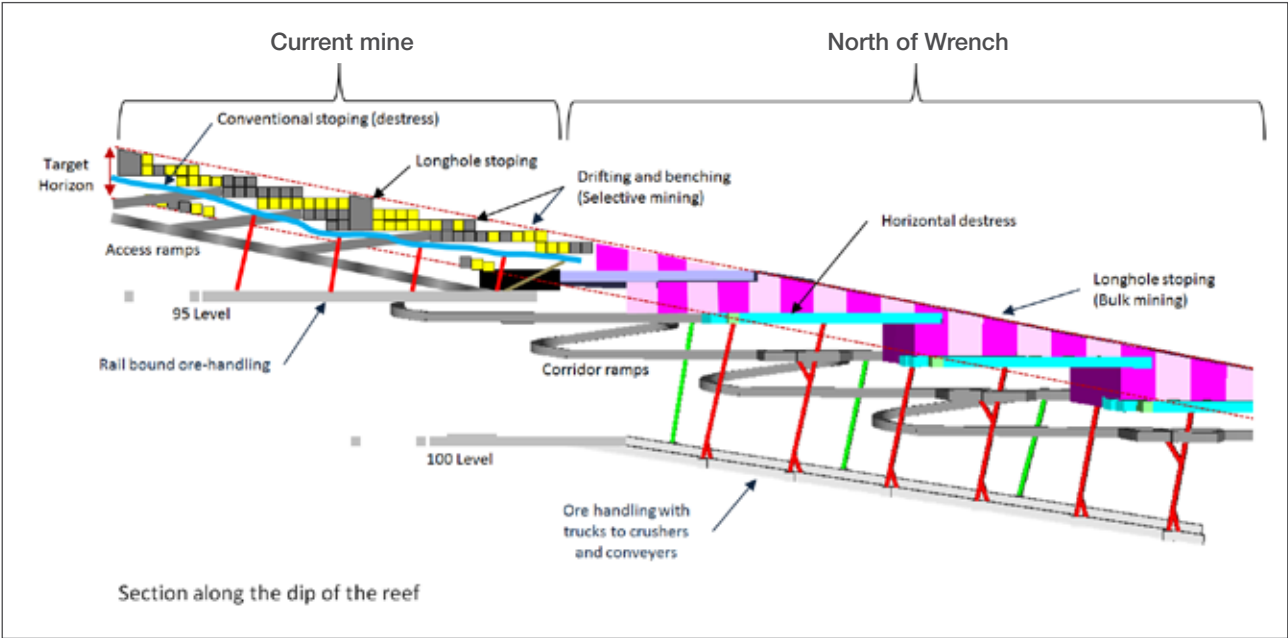 Current mine
North of Wrench
Conventional stoping (destress)
Longhole stoping
Target
Horizon
Drifting and benching
(Selective mining)
Horizontal destress
Access ramps
Longhole stoping
(Bulk mining)
95 Level
Rail bound ore-handling
Corridor ramps
100 Level
Ore handling with
trucks to crushers
and conveyers
Section along the dip of the reef